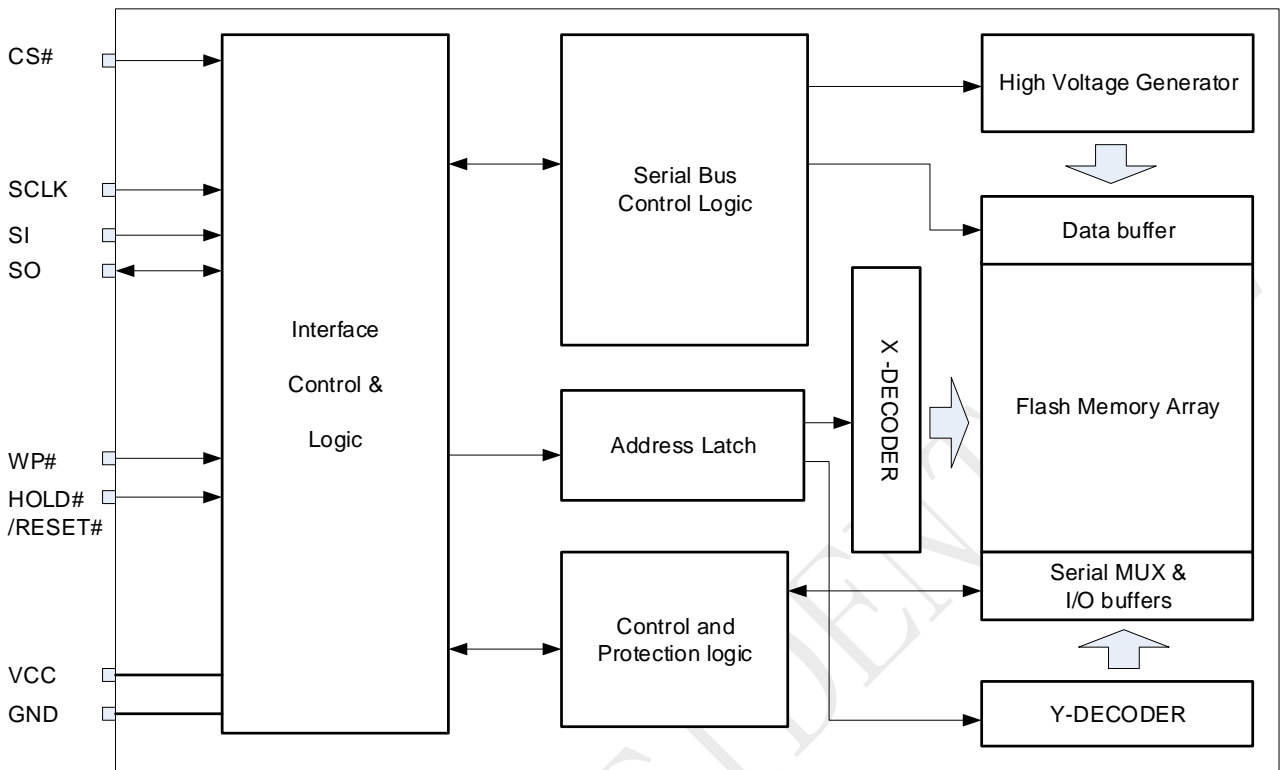 CS#
SCLK
SI
SO
WP#
HOLD#
/RESET#
VCC
GND
Interface
Control &
Logic
Serial Bus
Control Logic
Address Latch
Control and
Protection logic
X -DECODER
High Voltage Generator
Data buffer
Flash Memory Array
Serial MUX &
I/O buffers
Y-DECODER